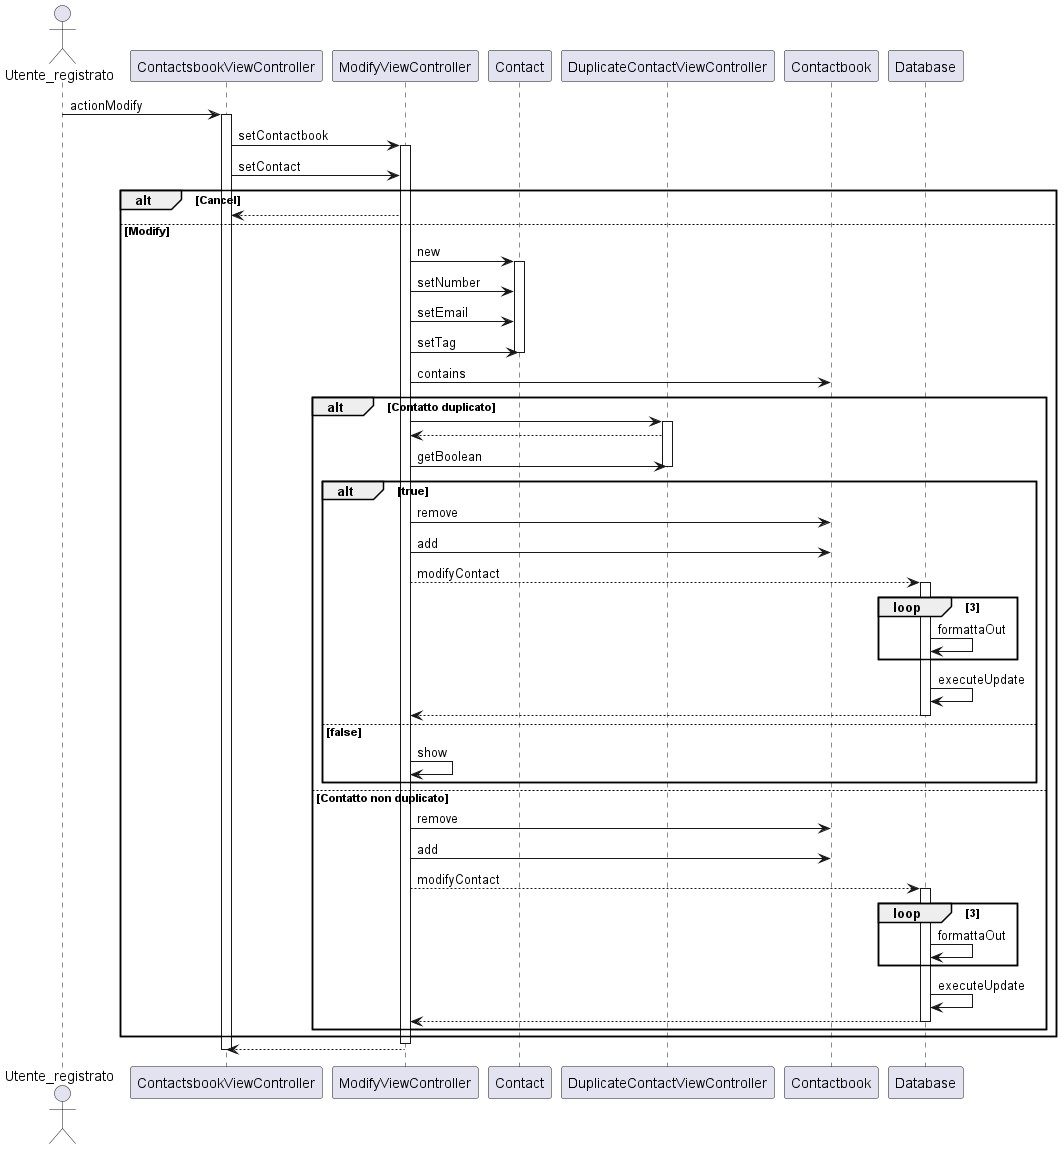 Utente_registrato
ContactsbookViewController
ModifyViewController
Contact
DuplicateContactViewController
Contactbook
Database
actionModify
setContactbook
setContact
alt
[Cancel]
[Modify]
new
setNumber
setEmail
setTag
contains
alt
[Contatto duplicato]
getBoolean
alt
[true]
remove
add
modifyContact
loop
[3]
formattaOut
executeUpdate
[false]
show
[Contatto non duplicato]
remove
add
modifyContact
loop
[3]
formattaOut
executeUpdate
Utente_registrato
ContactsbookViewController
ModifyViewController
Contact
DuplicateContactViewController
Contactbook
Database